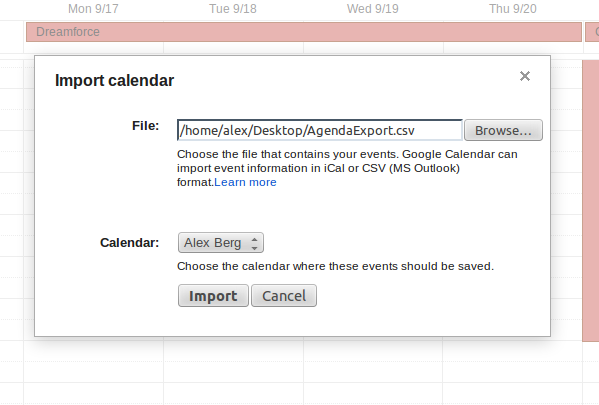 Mon 9/17 Tue 9/18 Wed 9/19 Thu 9/20
Dreamforce
Import calendar
×
File: /home/alex/Desktop/AgendaExport.csv Browse...
Choose the file that contains your events. Google Calendar can
import event information in iCal or CSV (MS Outlook)
format.Learn more
Calendar: Alex Berg
Choose the calendar where these events should be saved.
Import Cancel